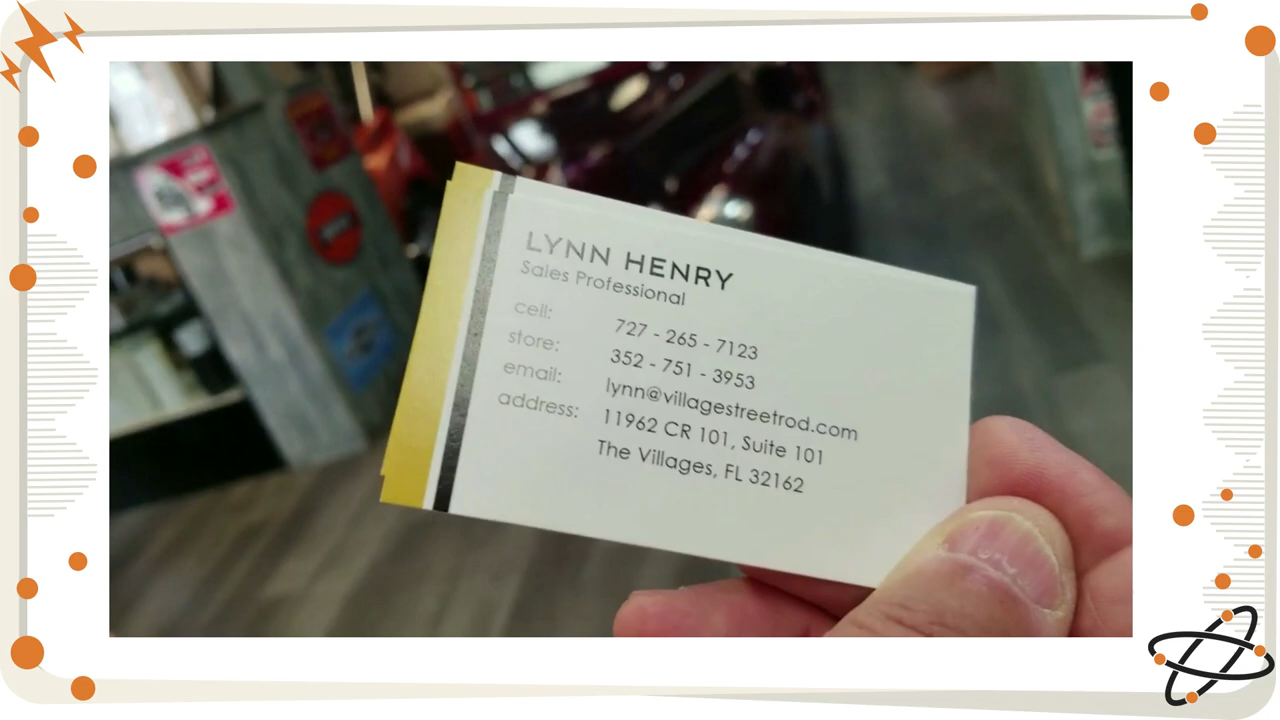 LYNN HENRY
Sales Professional
cell: 727 - 265 - 7123
store: 352 - 751 - 3953
email: lynn@villagestreetrod.com
address: 11962 CR 101, Suite 101
The Villages, FL 32162